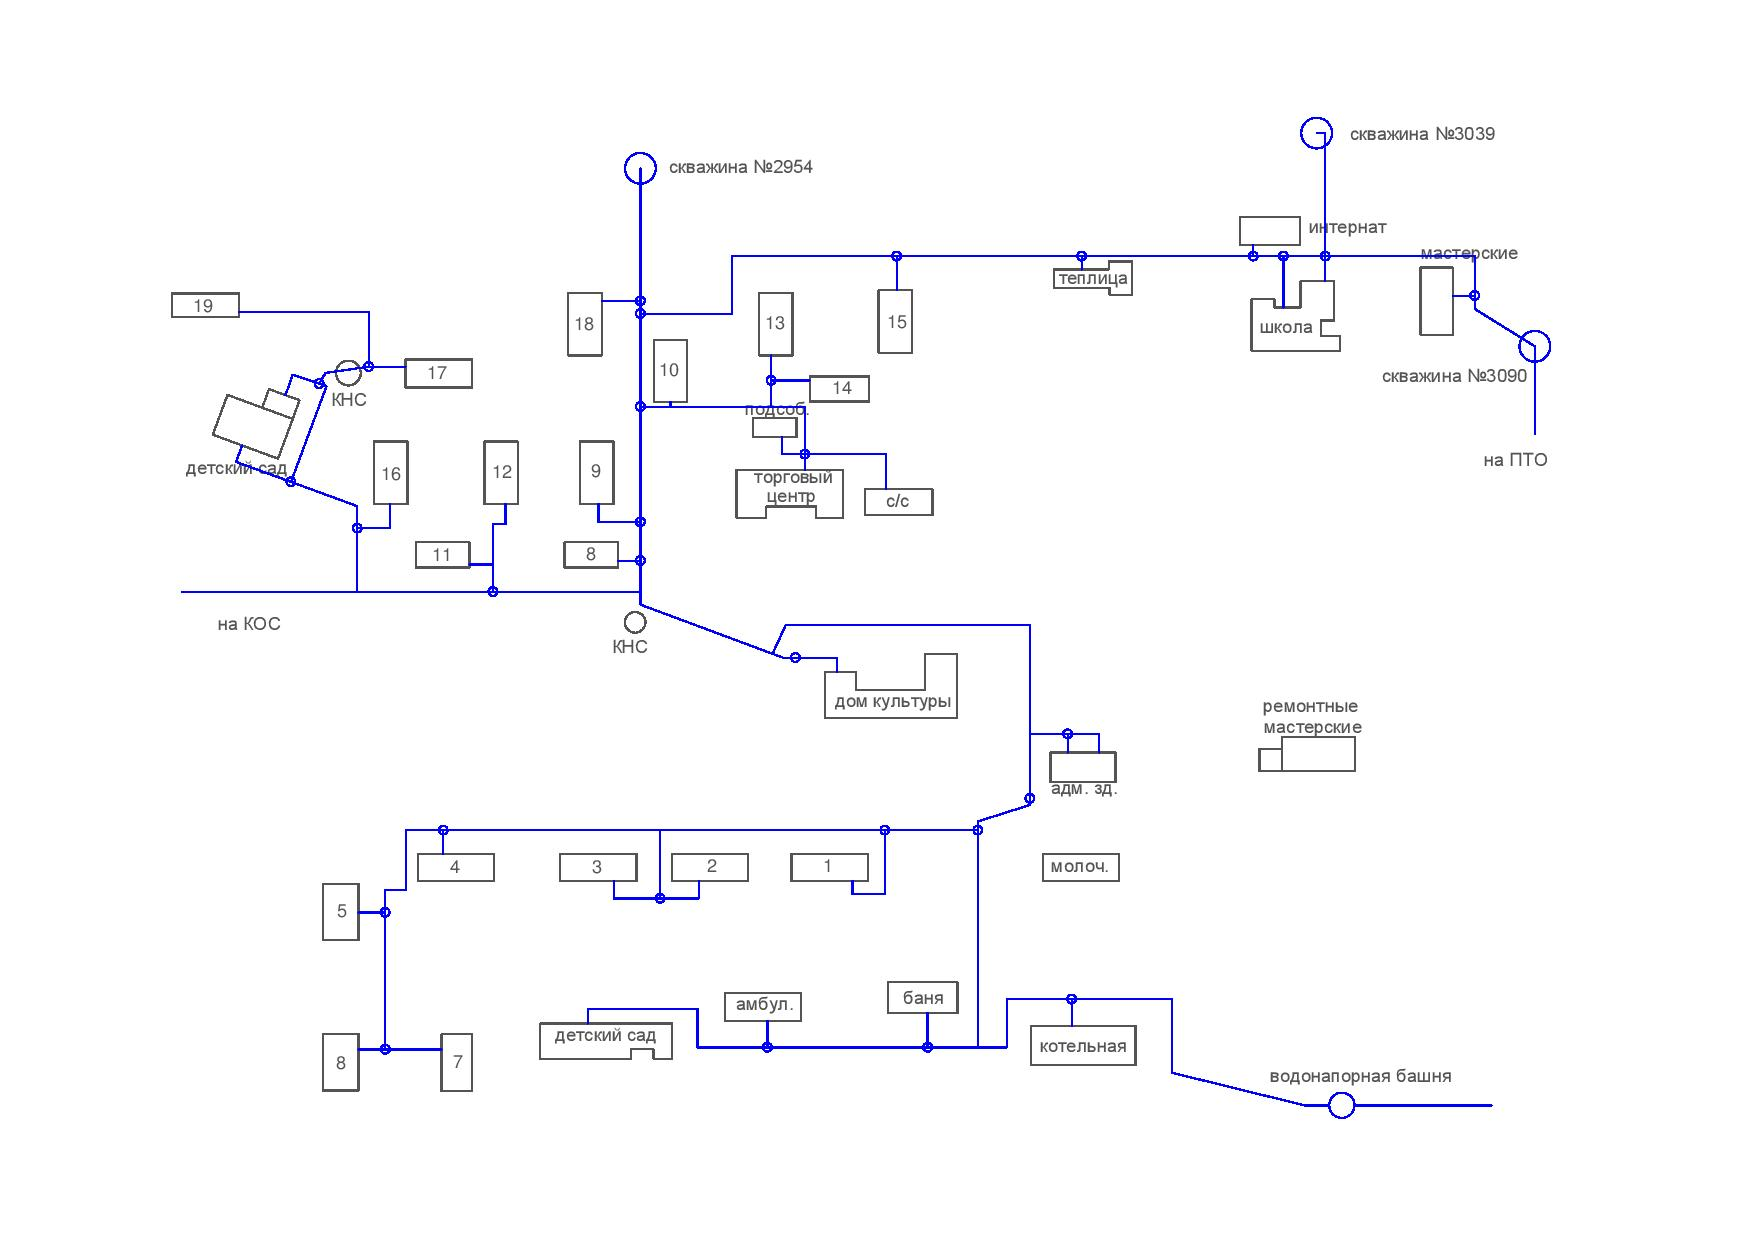 скважина №3039
скважина №2954
интернат
мастерские
теплица
19
18
13
15
школа
10
17
14
скважина №3090
КНС
подсоб.
детский сад
16
12
9
торговый
центр
с/с
на ПТО
11
8
на КОС
КНС
дом культуры
ремонтные
мастерские
адм. зд.
4
3
2
1
молоч.
5
амбул.
баня
детский сад
котельная
8
7
водонапорная башня